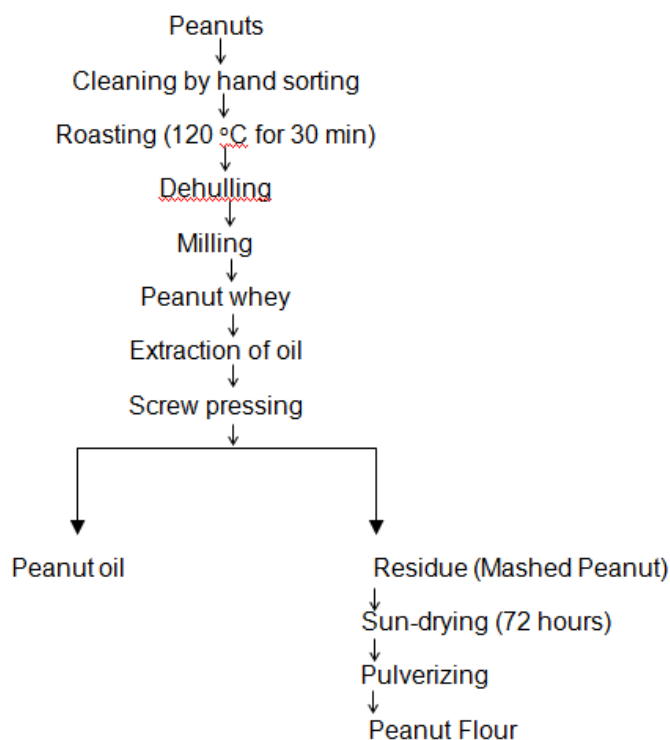 Peanuts
Cleaning by hand sorting
Roasting (120 °C for 30 min)
Dehulling
Milling
Peanut whey
Extraction of oil
Screw pressing
Peanut oil
Residue (Mashed Peanut)
Sun-drying (72 hours)
Pulverizing
Peanut Flour